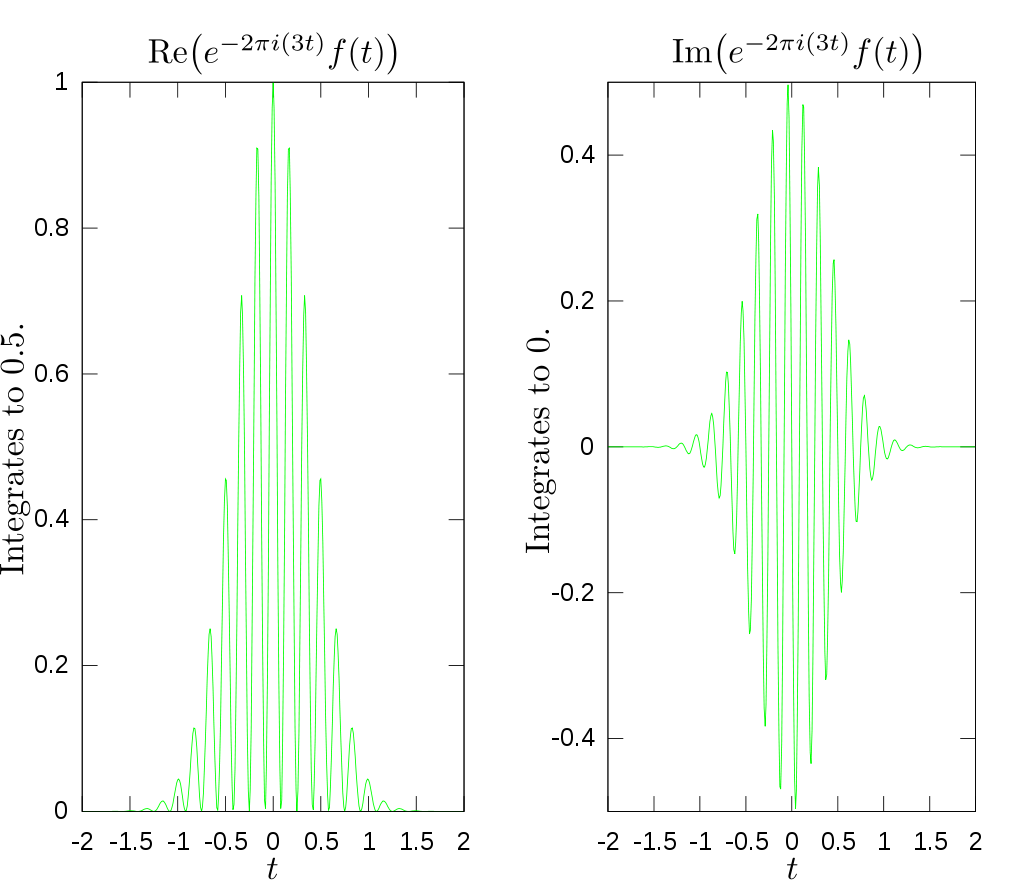 Re(e^{-2πi(3t)} f(t))
1
0.8
0.6
0.4
0.2
0
Integrates to 0.5.
-2 -1.5 -1 -0.5 0 0.5 1 1.5 2
t
Im(e^{-2πi(3t)} f(t))
0.4
0.2
0
-0.2
-0.4
Integrates to 0.
-2 -1.5 -1 -0.5 0 0.5 1 1.5 2
t